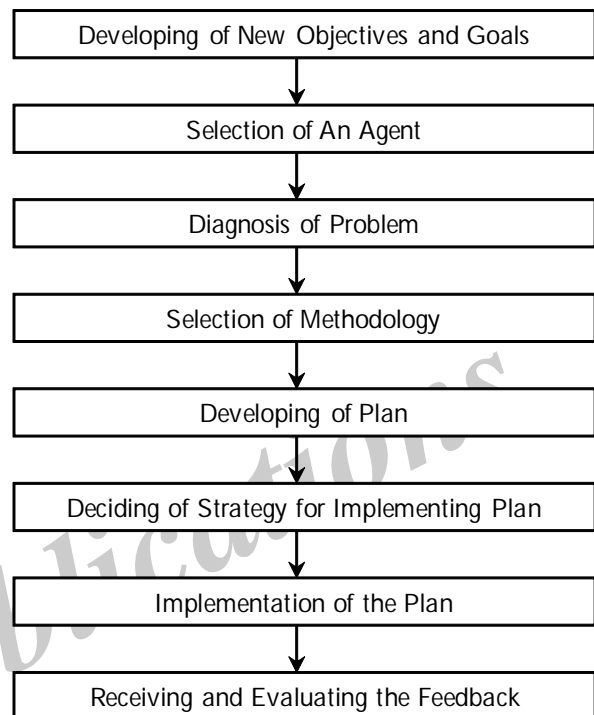 Developing of New Objectives and Goals
Selection of An Agent
Diagnosis of Problem
Selection of Methodology
Developing of Plan
Deciding of Strategy for Implementing Plan
Implementation of the Plan
Receiving and Evaluating the Feedback
blications